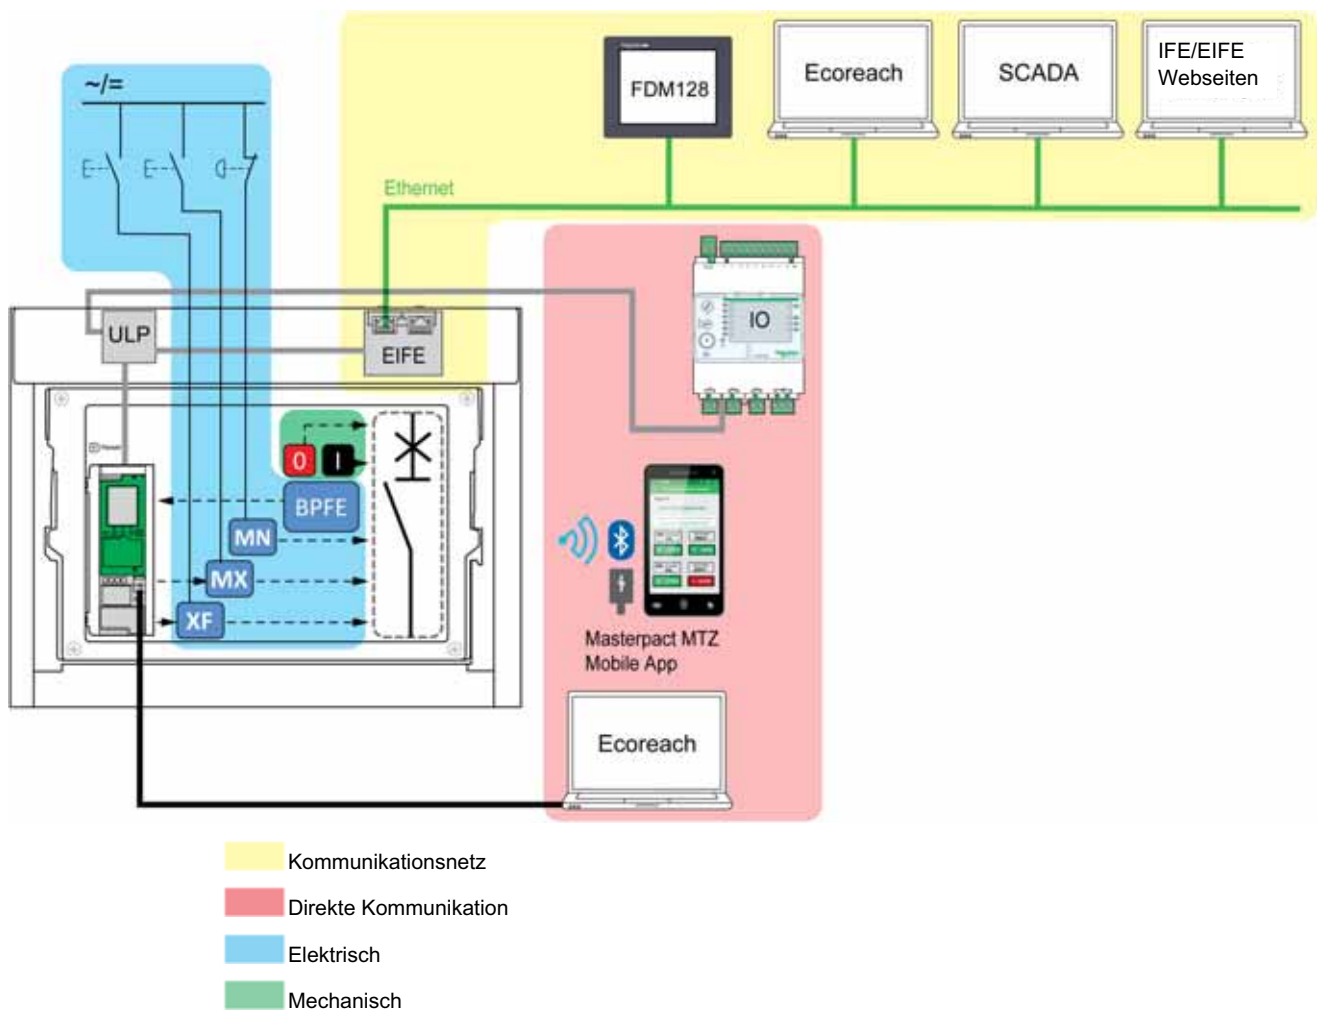 ~/=
FDM128
Ecoreach
SCADA
IFE/EIFE
Webseiten
Ethernet
ULP
EIFE
IO
Reset
0
I
BPFE
MN
MX
XF
Masterpact MTZ
Mobile App
Ecoreach
Kommunikationsnetz
Direkte Kommunikation
Elektrisch
Mechanisch